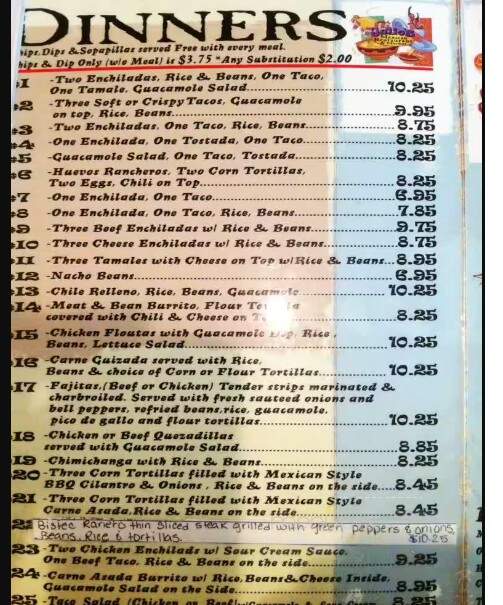 DINNERS
ips, Dips & Sopapillas served Free with every meal.
hips & Dip Only (w/o Meal) is $3.75 *Any Substitution $2.00
#1 -Two Enchiladas, Rice & Beans, One Taco,
One Tamale, Guacamole Salad 10.25
#2 -Three Soft or Crispy Tacos, Guacamole
on top, Rice, Beans 9.95
#3 -Two Enchiladas, One Taco, Rice, Beans 8.75
#4 -One Enchilada, One Tostada, One Taco 8.25
#5 -Guacamole Salad, One Taco, Tostada 8.25
#6 -Huevos Rancheros, Two Corn Tortillas,
Two Eggs, Chili on Top 8.25
#7 -One Enchilada, One Taco 6.95
#8 -One Enchilada, One Taco, Rice, Beans 7.85
#9 -Three Beef Enchiladas w/ Rice & Beans 9.75
#10 -Three Cheese Enchiladas w/ Rice & Beans 8.75
#11 -Three Tamales with Cheese on Top w/Rice & Beans 8.95
#12 -Nacho Beans 6.95
#13 -Chile Relleno, Rice, Beans, Guacamole 10.25
#14 -Meat & Bean Burrito, Flour
covered with Chili & Cheese on 8.25
#15 -Chicken Floutas with Guacamole Rice,
Beans, Lettuce Salad 10.25
#16 -Carne Guizada served with Rice,
Beans & choice of Corn or Flour Tortillas 10.25
#17 -Fajitas,(Beef or Chicken) Tender strips marinated &
charbroiled. Served with fresh sauteed onions and
bell peppers, refried beans,rice, guacamole,
pico de gallo and flour tortillas 10.25
#18 -Chicken or Beef Quezadillas
served with Guacamole Salad 8.85
#19 -Chimichanga with Rice & Beans 8.25
20 -Three Corn Tortillas filled with Mexican Style
BBQ Cilantro & Onions, Rice & Beans on the side 8.45
21 -Three Corn Tortillas filled with Mexican Style
Carne Asada,Rice & Beans on the side 8.45
22 Bistec Ranchero thin sliced steak grilled with green peppers & onions,
Beans, Rice & tortillas. $10.25
23 -Two Chicken Enchilads w/ Sour Cream Sauce,
One Beef Taco, Rice & Beans on the side 9.25
24 -Carne Asada Burrito w/ Rice, Beans & Cheese Inside,
Guacamole Salad on the Side 8.95
25 -Taco Salad (Chicken or Beef) 8.25